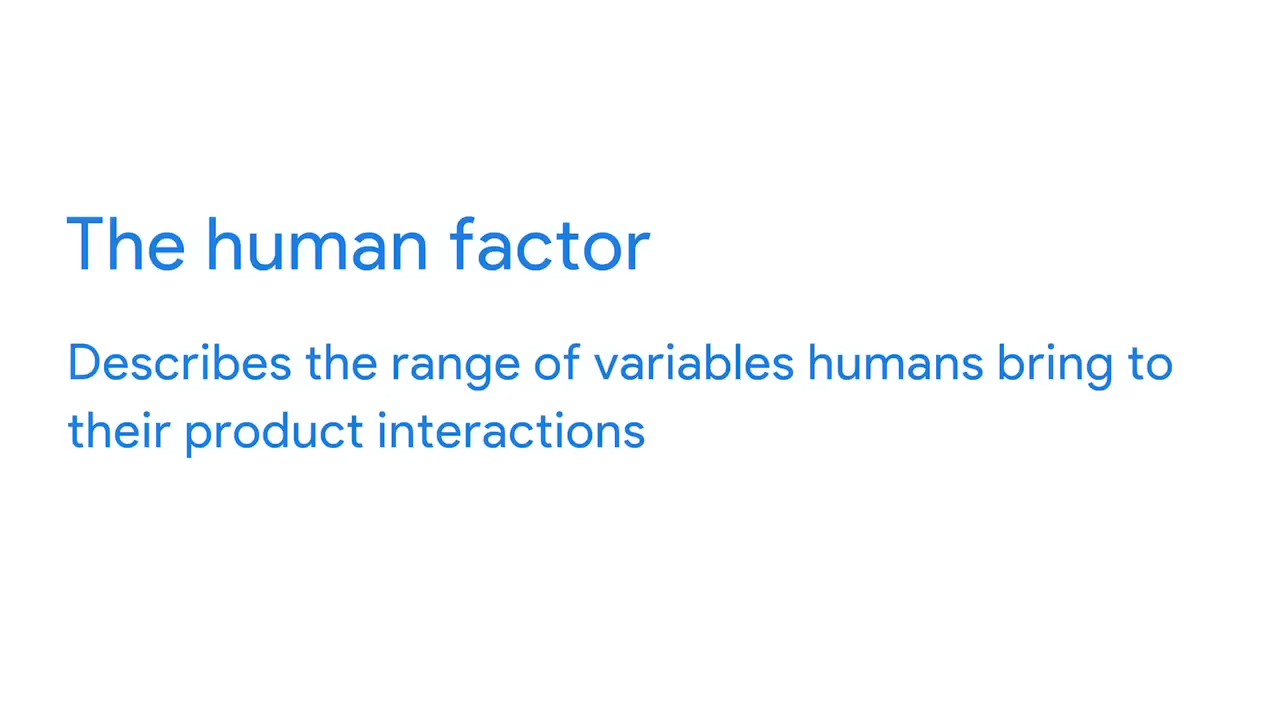 The human factor
Describes the range of variables humans bring to
their product interactions